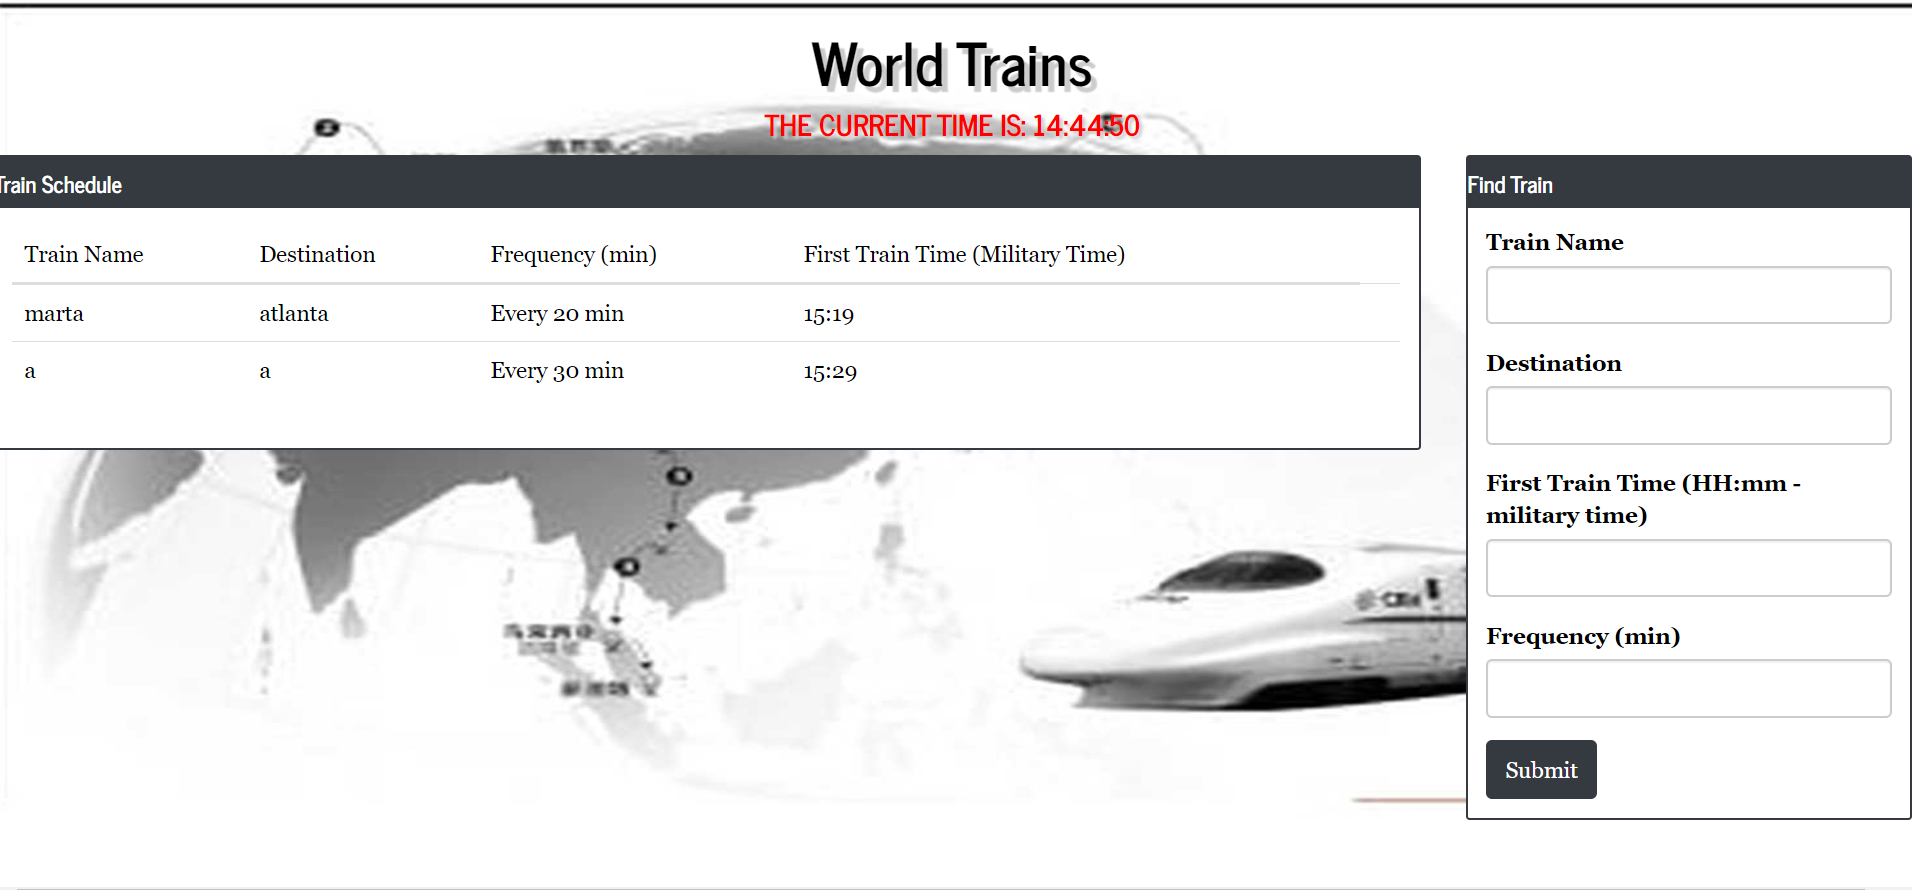 World Trains
THE CURRENT TIME IS: 14:44:50
Train Schedule
Train Name Destination Frequency (min) First Train Time (Military Time)
marta atlanta Every 20 min 15:19
a a Every 30 min 15:29
Find Train
Train Name
Destination
First Train Time (HH:mm -
military time)
Frequency (min)
Submit